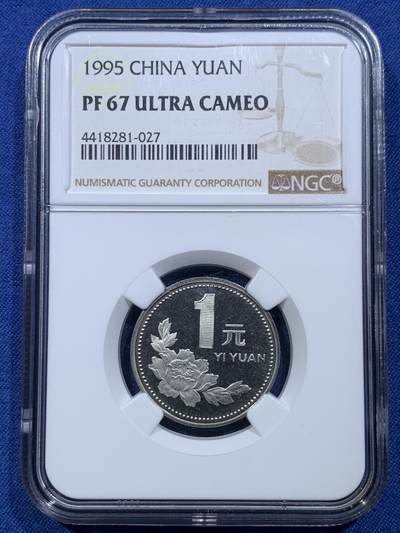 1995 CHINA YUAN
PF 67 ULTRA CAMEO
4418281-027
NUMISMATIC GUARANTY CORPORATION NGC®
1 元
YI YUAN